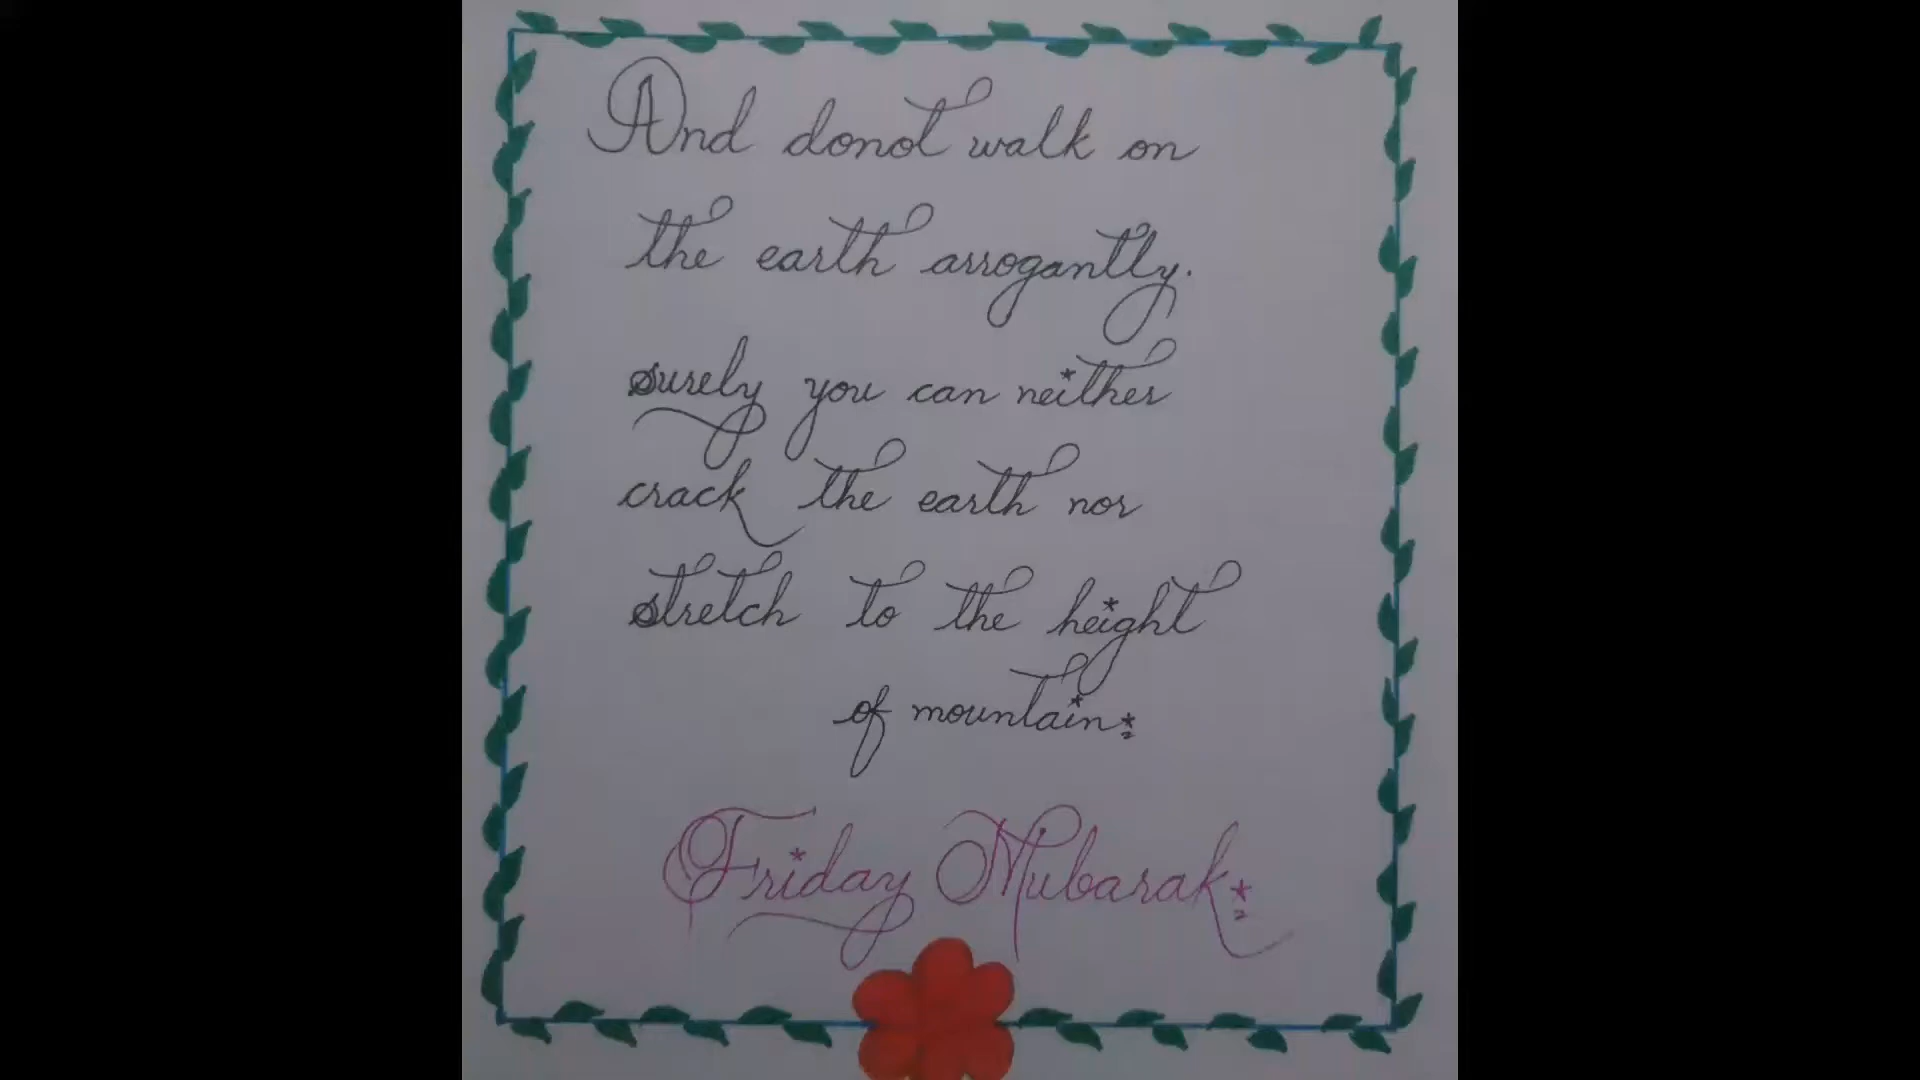 And donot walk on
the earth arrogantly.
surely you can neither
crack the earth nor
stretch to the height
of mountain.
Friday Mubarak.